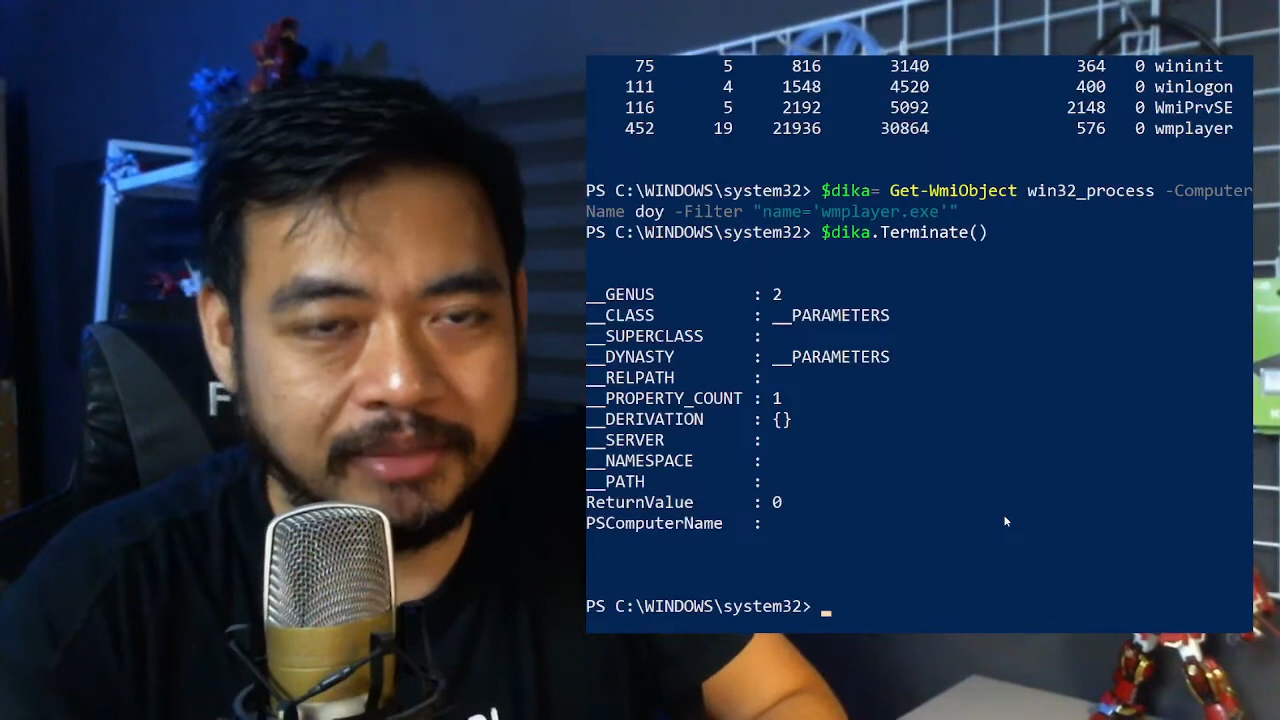 75 5 816 3140 364 0 wininit
111 4 1548 4520 400 0 winlogon
116 5 2192 5092 2148 0 WmiPrvSE
452 19 21936 30864 576 0 wmplayer
PS C:\WINDOWS\system32> $dika= Get-WmiObject win32_process -Computer
Name doy -Filter "name='wmplayer.exe'"
PS C:\WINDOWS\system32> $dika.Terminate()
__GENUS : 2
__CLASS : __PARAMETERS
__SUPERCLASS :
__DYNASTY : __PARAMETERS
__RELPATH :
__PROPERTY_COUNT : 1
__DERIVATION : {}
__SERVER :
__NAMESPACE :
__PATH :
ReturnValue : 0
PSComputerName :
PS C:\WINDOWS\system32>